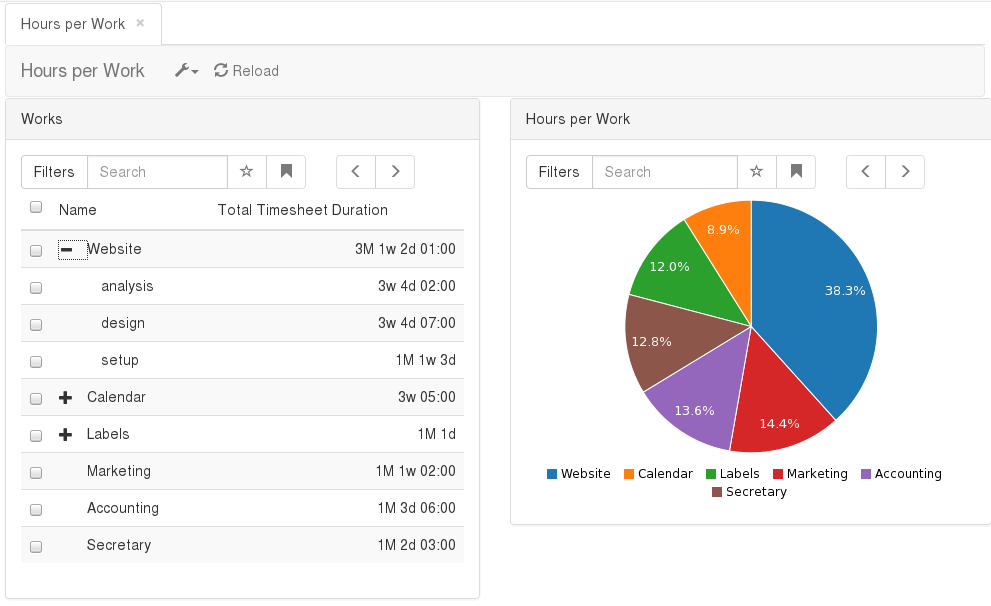 Hours per Work ×
Hours per Work Reload
Works
Filters Search
Name Total Timesheet Duration
Website 3M 1w 2d 01:00
analysis 3w 4d 02:00
design 3w 4d 07:00
setup 1M 1w 3d
Calendar 3w 05:00
Labels 1M 1d
Marketing 1M 1w 02:00
Accounting 1M 3d 06:00
Secretary 1M 2d 03:00
Hours per Work
Filters Search
8.9%
12.0%
38.3%
12.8%
13.6%
14.4%
Website Calendar Labels Marketing Accounting
Secretary